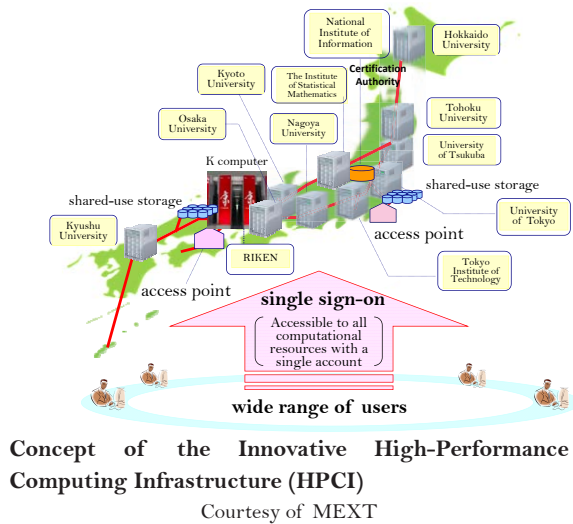 National
Institute of
Information
Hokkaido
University
Certification
Authority
Kyoto
University
The Institute
of Statistical
Mathematics
Osaka
University
Nagoya
University
Tohoku
University
University
of Tsukuba
K computer
shared-use storage
shared-use storage
Kyushu
University
University
of Tokyo
access point
RIKEN
Tokyo
Institute of
Technology
access point
single sign-on
Accessible to all
computational
resources with a
single account
wide range of users
Concept of the Innovative High-Performance
Computing Infrastructure (HPCI)
Courtesy of MEXT